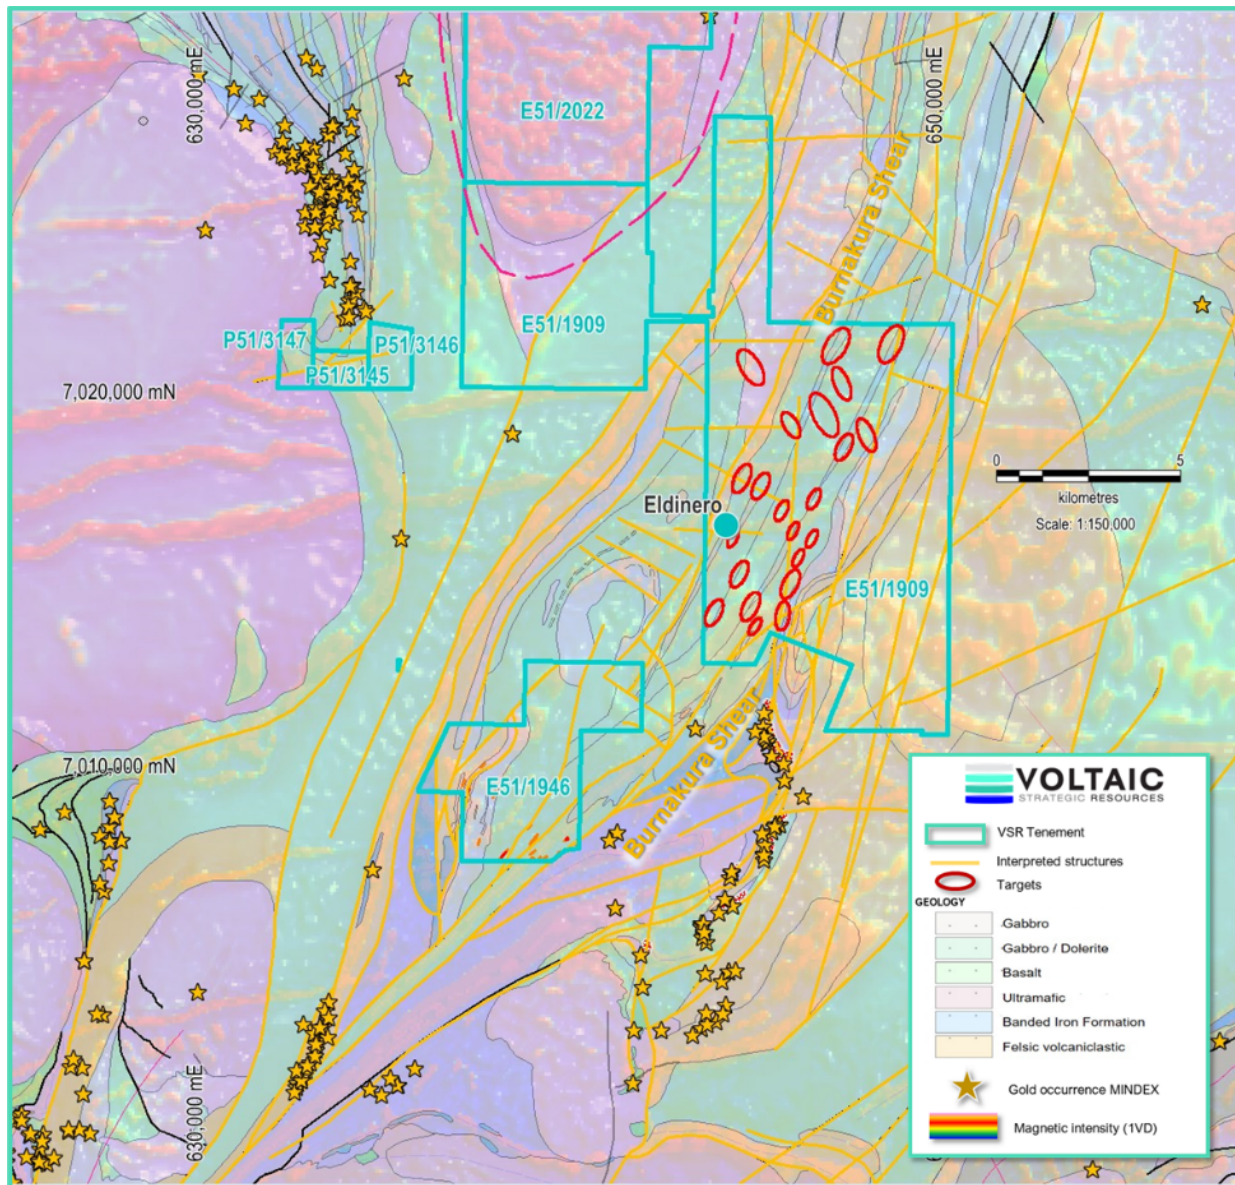 630,000 mE
650,000 mE
E51/2022
Burnakura Shear
E51/1909
P51/3147
P51/3146
P51/3145
7,020,000 mN
0 5
kilometres
Scale: 1:150,000
Eldinero
E51/1909
Burnakura Shear
7,010,000 mN
E51/1946
630,000 mE
VOLTAIC
STRATEGIC RESOURCES
VSR Tenement
Interpreted structures
Targets
GEOLOGY
Gabbro
Gabbro / Dolerite
Basalt
Ultramafic
Banded Iron Formation
Felsic volcaniclastic
Gold occurrence MINDEX
Magnetic intensity (1VD)